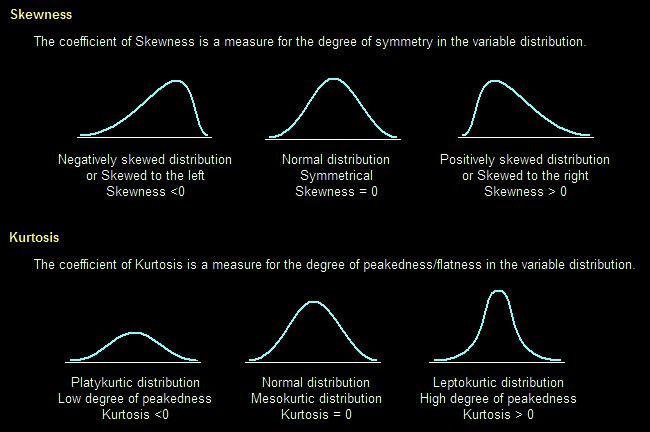 Skewness
The coefficient of Skewness is a measure for the degree of symmetry in the variable distribution.
Negatively skewed distribution
or Skewed to the left
Skewness <0
Normal distribution
Symmetrical
Skewness = 0
Positively skewed distribution
or Skewed to the right
Skewness > 0
Kurtosis
The coefficient of Kurtosis is a measure for the degree of peakedness/flatness in the variable distribution.
Platykurtic distribution
Low degree of peakedness
Kurtosis <0
Normal distribution
Mesokurtic distribution
Kurtosis = 0
Leptokurtic distribution
High degree of peakedness
Kurtosis > 0